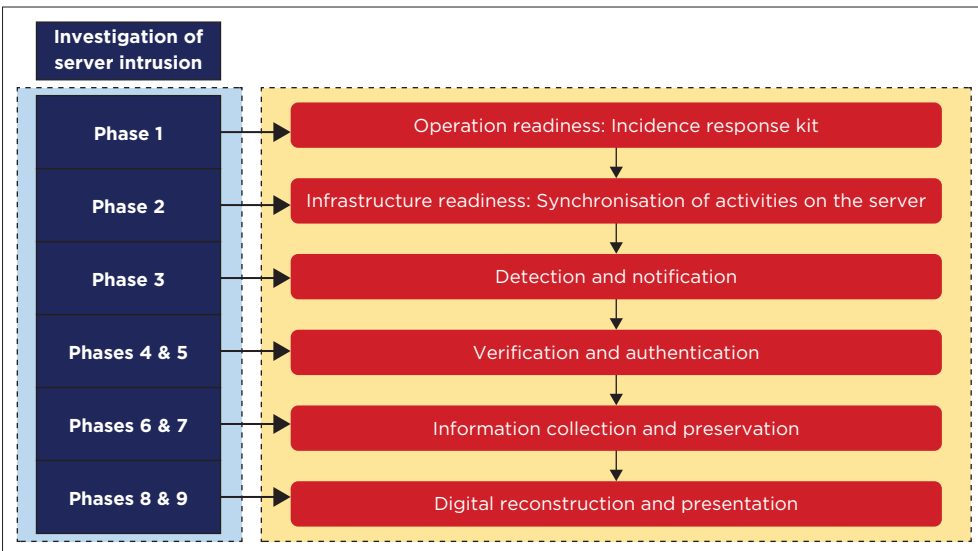 Investigation of
server intrusion
Phase 1
Operation readiness: Incidence response kit
Phase 2
Infrastructure readiness: Synchronisation of activities on the server
Phase 3
Detection and notification
Phases 4 & 5
Verification and authentication
Phases 6 & 7
Information collection and preservation
Phases 8 & 9
Digital reconstruction and presentation